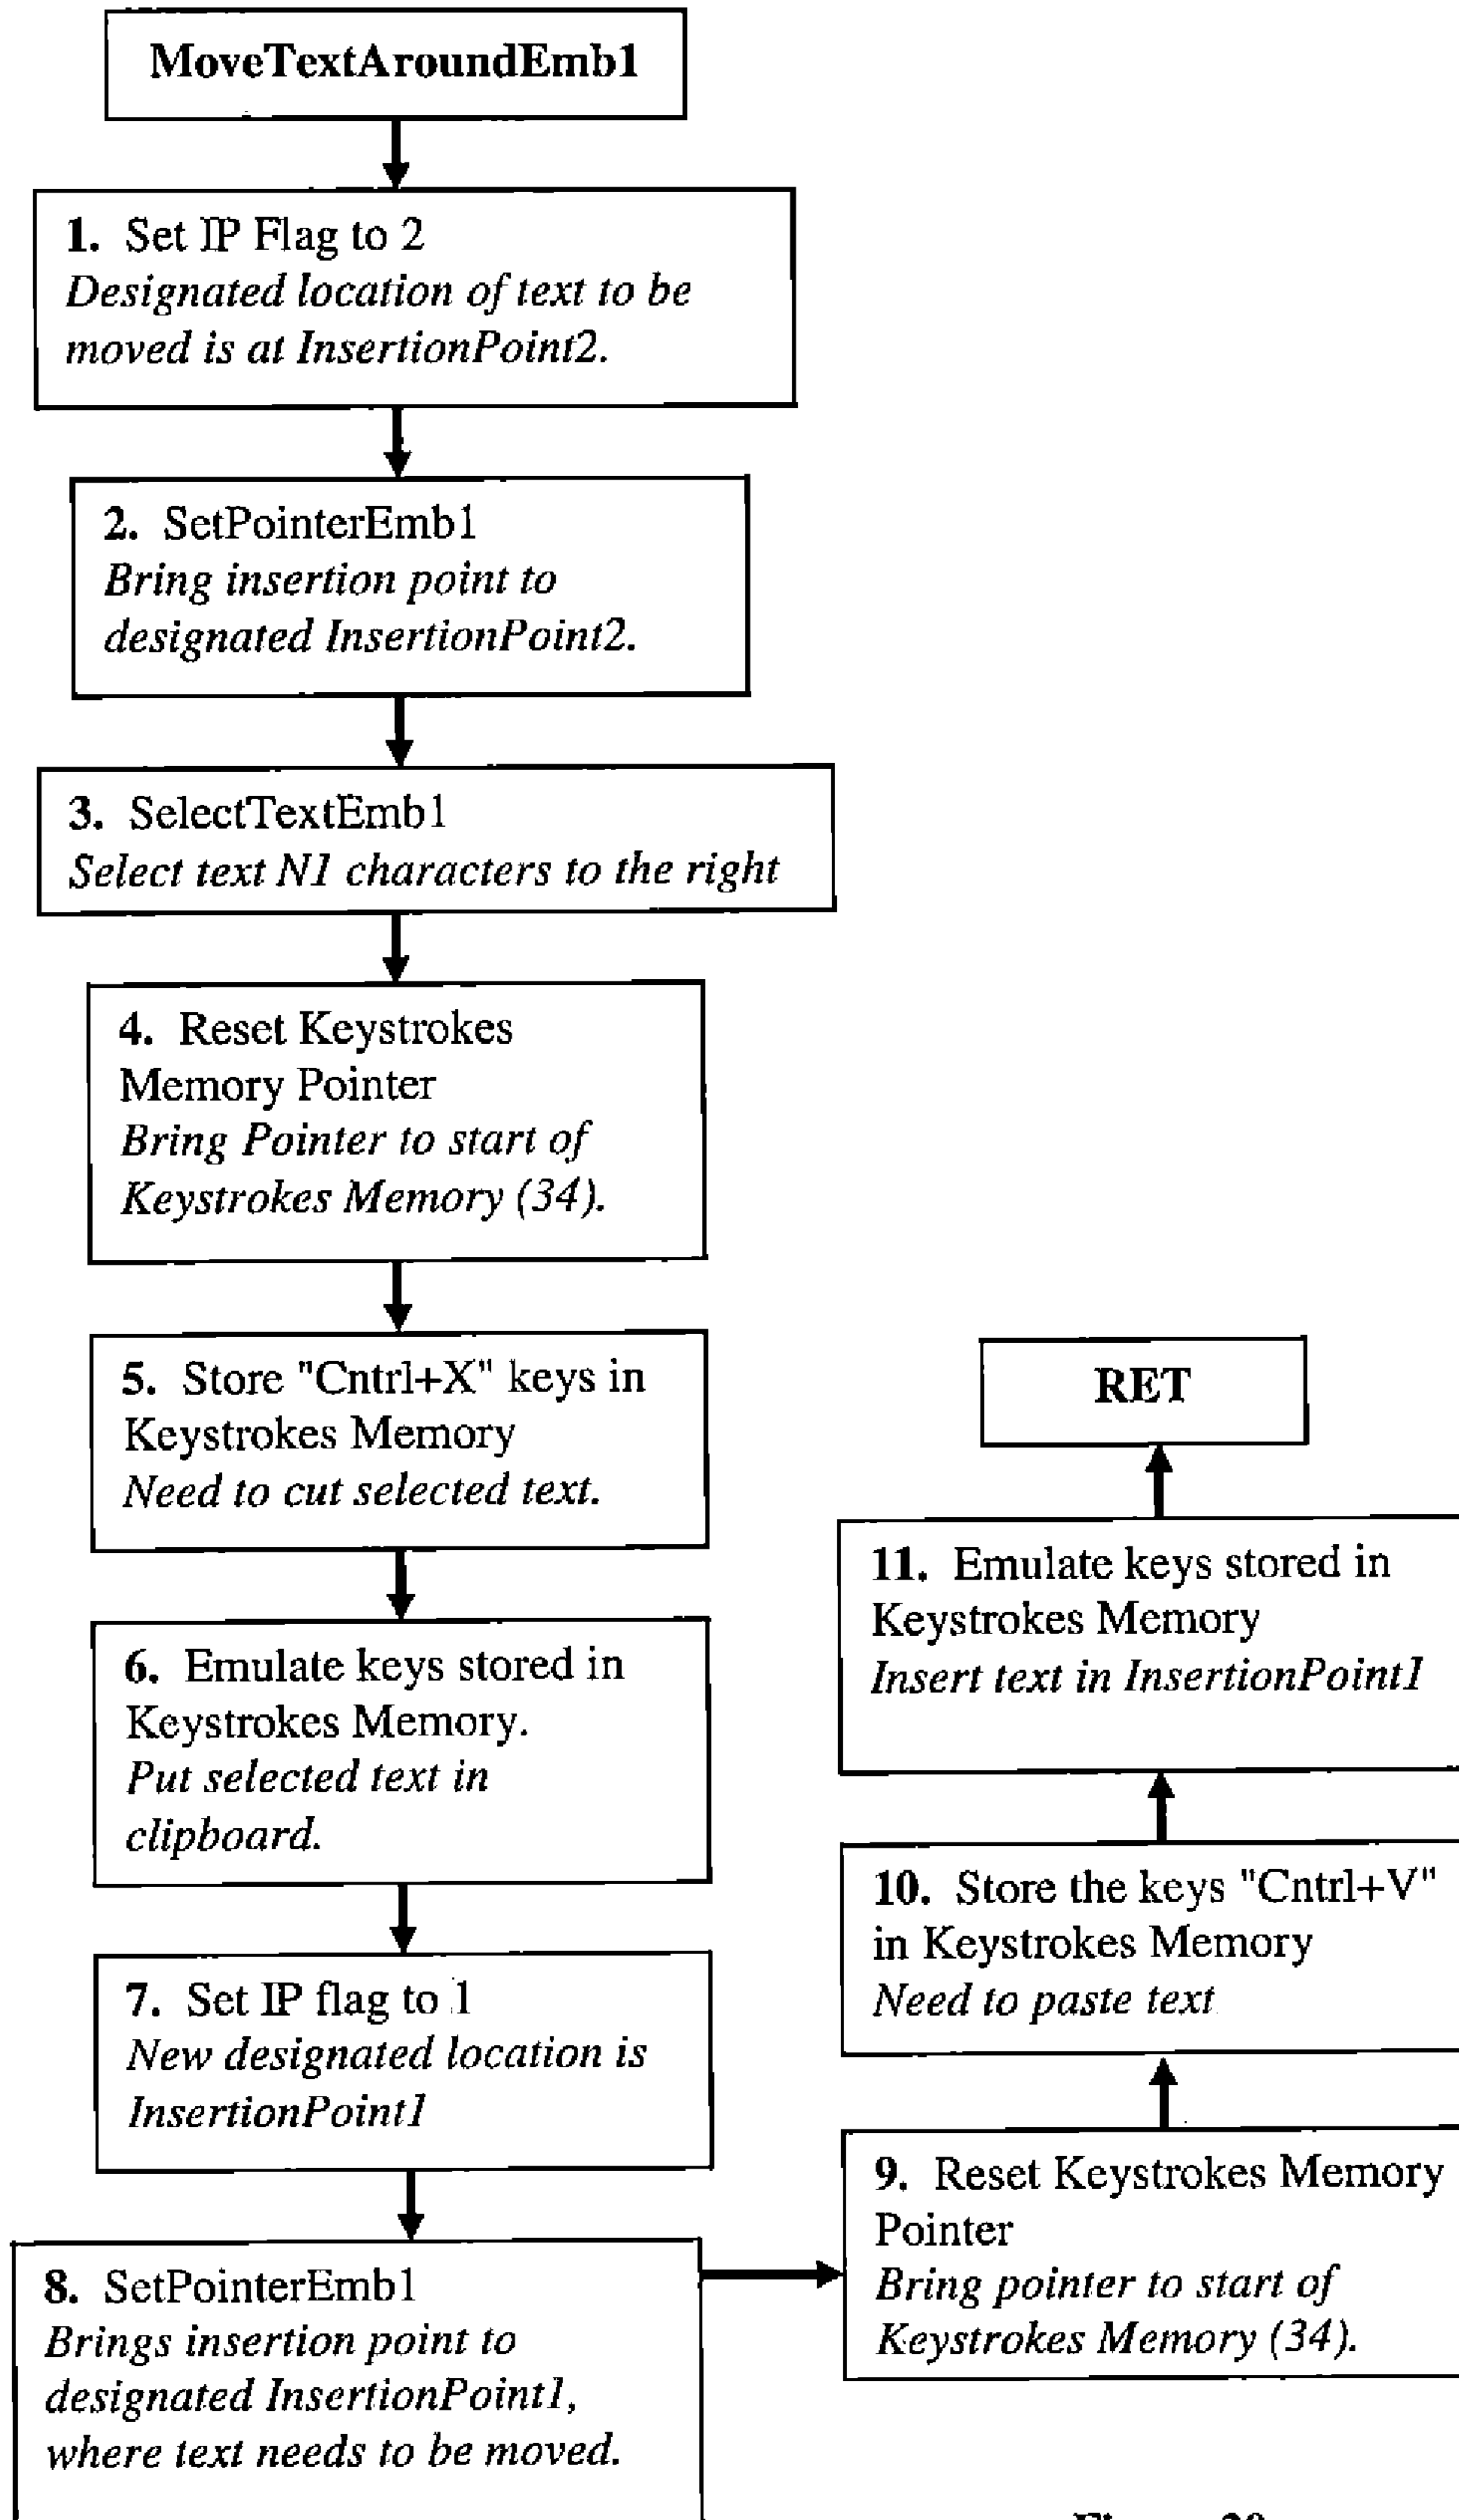 MoveTextAroundEmb1
1. Set IP Flag to 2
Designated location of text to be
moved is at InsertionPoint2.
2. SetPointerEmb1
Bring insertion point to
designated InsertionPoint2.
3. SelectTextEmb1
Select text N1 characters to the right
4. Reset Keystrokes
Memory Pointer
Bring Pointer to start of
Keystrokes Memory (34).
5. Store "Cntrl+X" keys in
Keystrokes Memory
Need to cut selected text.
6. Emulate keys stored in
Keystrokes Memory.
Put selected text in
clipboard.
7. Set IP flag to 1
New designated location is
InsertionPoint1
8. SetPointerEmb1
Brings insertion point to
designated InsertionPoint1,
where text needs to be moved.
9. Reset Keystrokes Memory
Pointer
Bring pointer to start of
Keystrokes Memory (34).
10. Store the keys "Cntrl+V"
in Keystrokes Memory
Need to paste text
11. Emulate keys stored in
Keystrokes Memory
Insert text in InsertionPoint1
RET